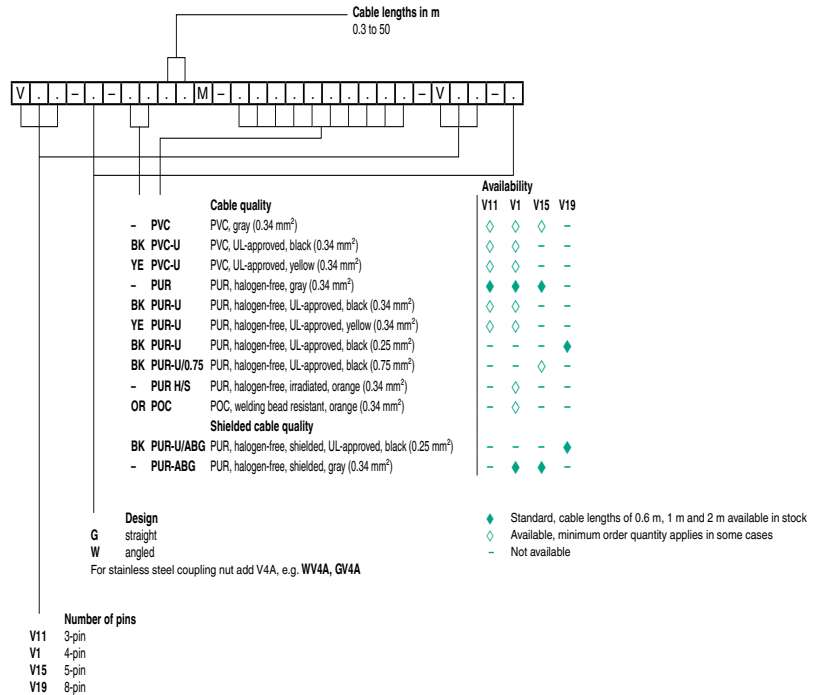 Cable lengths in m
0.3 to 50
V . . – . – . . . . M – . . . . . . . . . . – V . . – .
Availability
Cable quality V11 V1 V15 V19
– PVC PVC, gray (0.34 mm²) ◊ ◊ ◊ –
BK PVC-U PVC, UL-approved, black (0.34 mm²) ◊ ◊ – –
YE PVC-U PVC, UL-approved, yellow (0.34 mm²) ◊ ◊ – –
– PUR PUR, halogen-free, gray (0.34 mm²) ♦ ♦ ♦ –
BK PUR-U PUR, halogen-free, UL-approved, black (0.34 mm²) ◊ ◊ – –
YE PUR-U PUR, halogen-free, UL-approved, yellow (0.34 mm²) ◊ ◊ – –
BK PUR-U PUR, halogen-free, UL-approved, black (0.25 mm²) – – – ♦
BK PUR-U/0.75 PUR, halogen-free, UL-approved, black (0.75 mm²) – – ◊ –
– PUR H/S PUR, halogen-free, irradiated, orange (0.34 mm²) – ◊ – –
OR POC POC, welding bead resistant, orange (0.34 mm²) – ◊ – –
Shielded cable quality
BK PUR-U/ABG PUR, halogen-free, shielded, UL-approved, black (0.25 mm²) – – – ♦
– PUR-ABG PUR, halogen-free, shielded, gray (0.34 mm²) – ♦ ♦ –
Design
G straight
W angled
For stainless steel coupling nut add V4A, e.g. WV4A, GV4A
♦ Standard, cable lengths of 0.6 m, 1 m and 2 m available in stock
◊ Available, minimum order quantity applies in some cases
– Not available
Number of pins
V11 3-pin
V1 4-pin
V15 5-pin
V19 8-pin